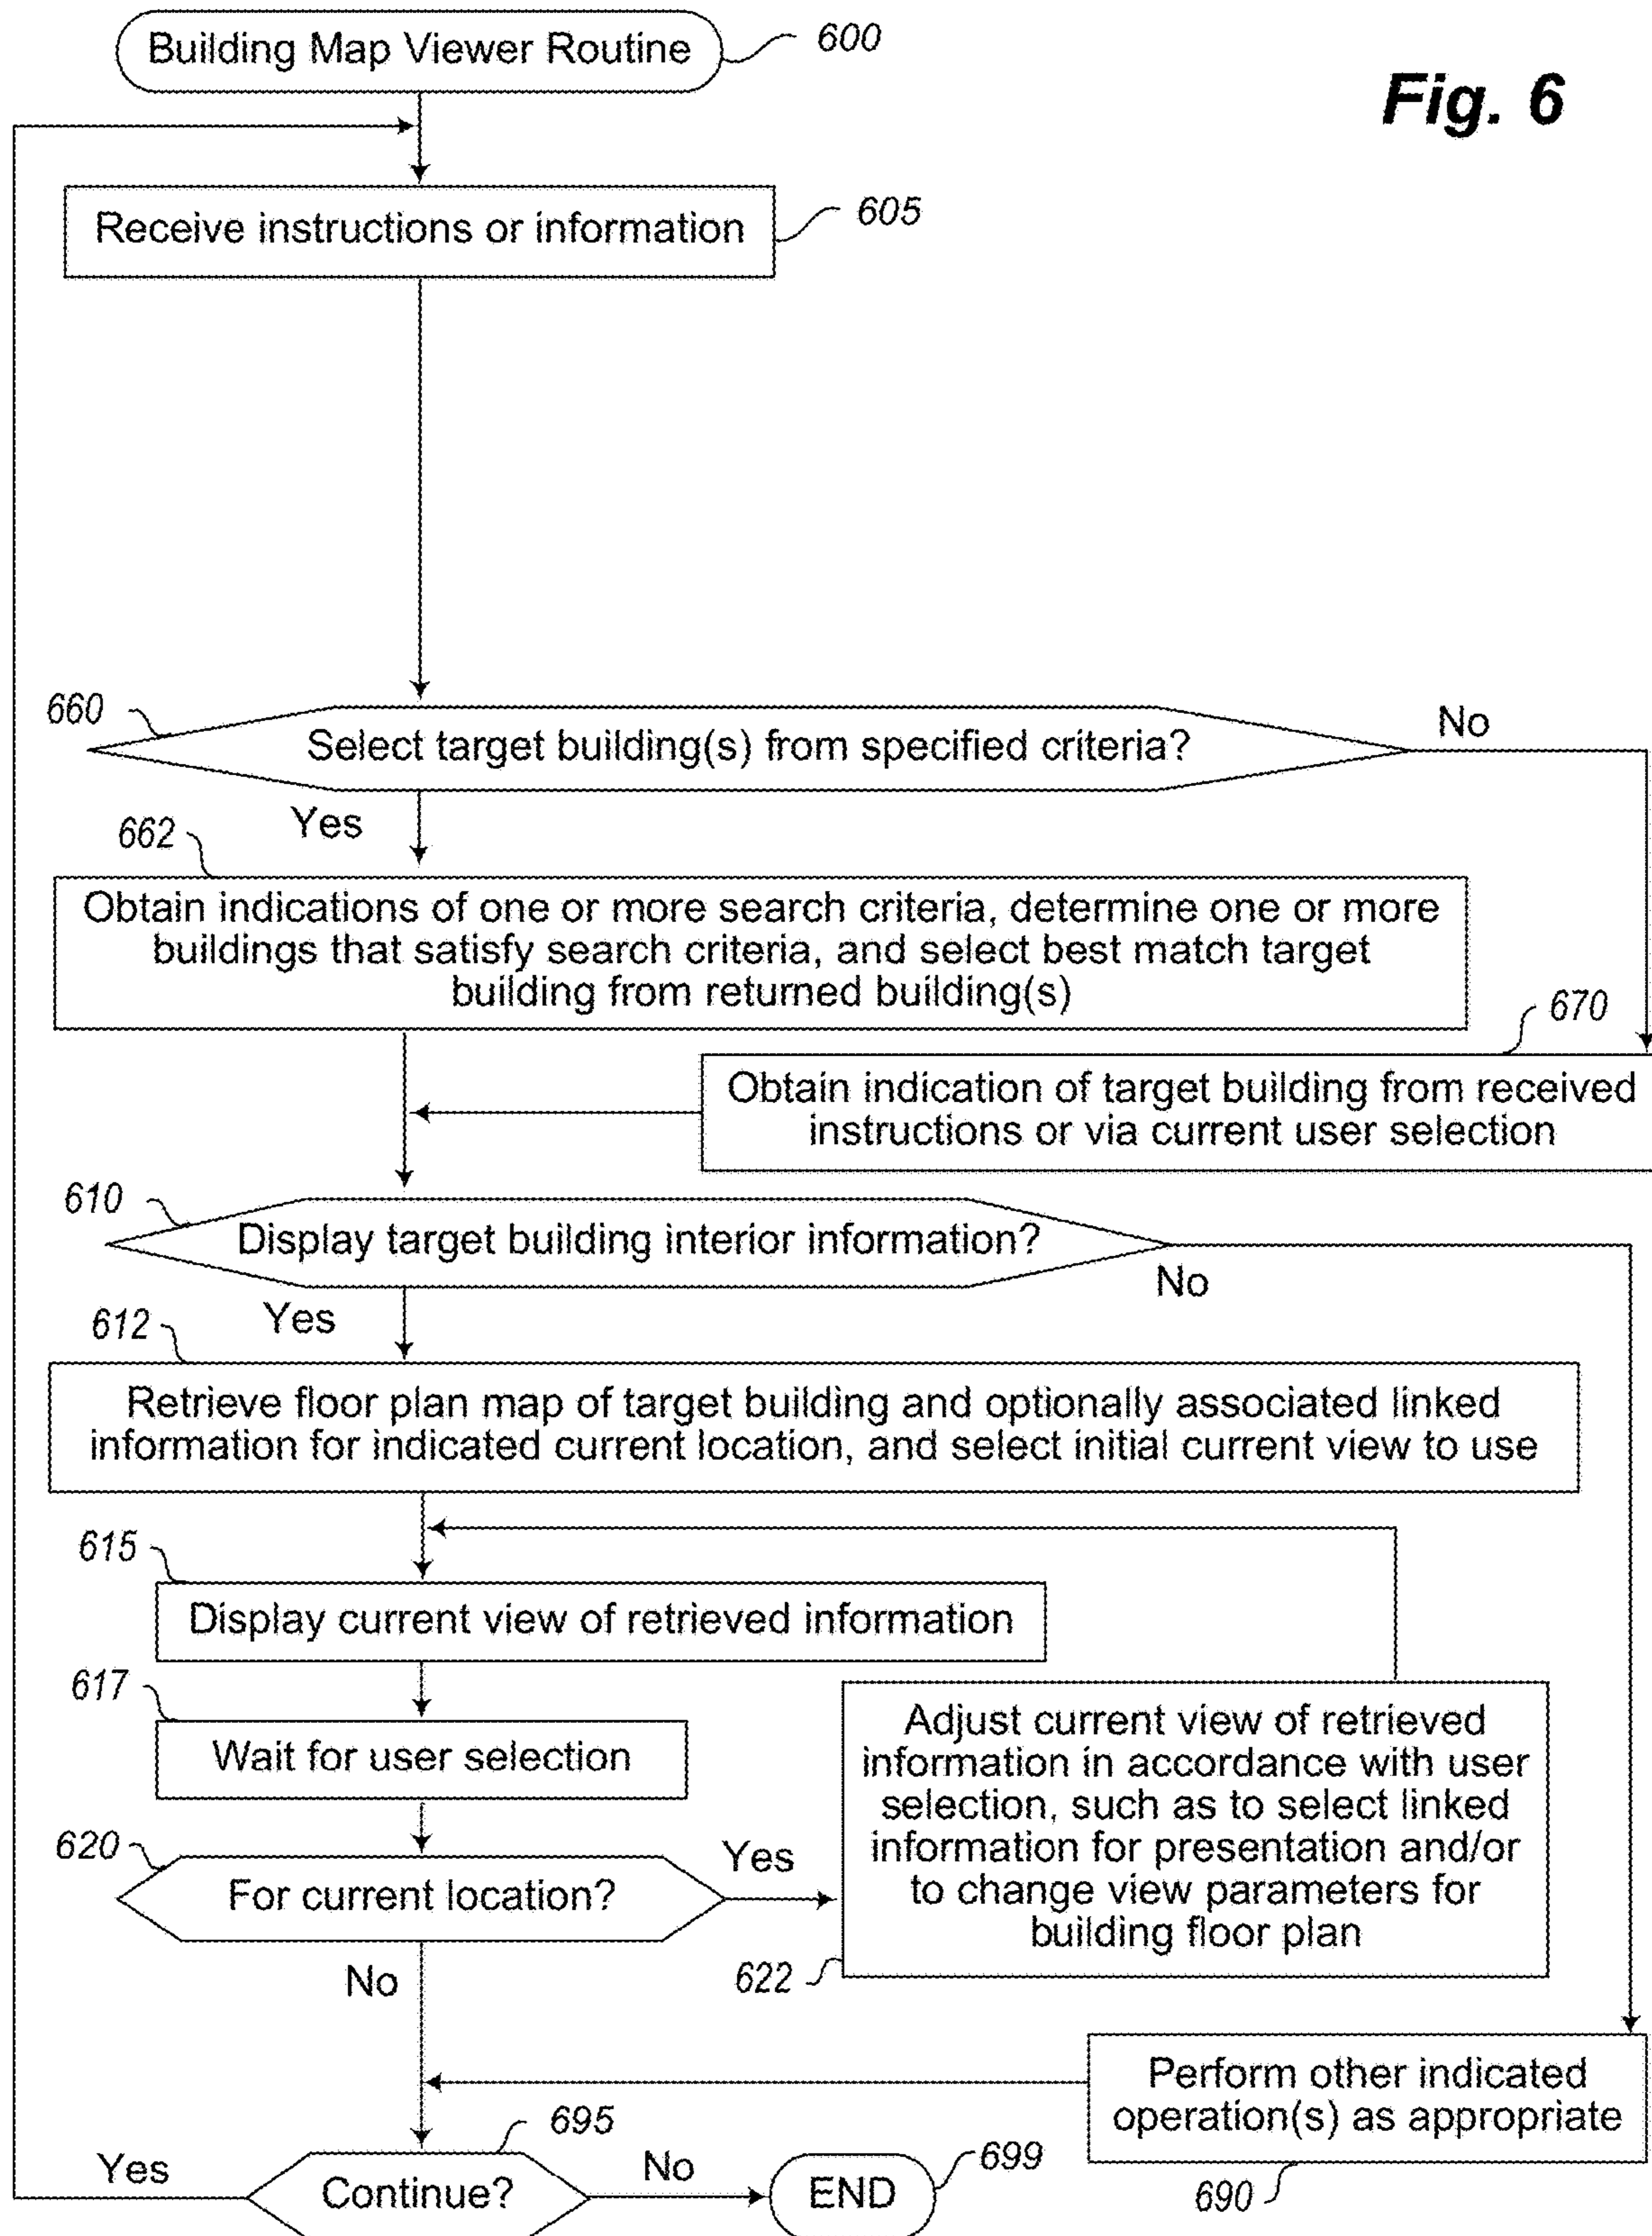 Building Map Viewer Routine
600
Fig. 6
Receive instructions or information
605
660
Select target building(s) from specified criteria?
No
Yes
662
Obtain indications of one or more search criteria, determine one or more
buildings that satisfy search criteria, and select best match target
building from returned building(s)
670
Obtain indication of target building from received
instructions or via current user selection
610
Display target building interior information?
No
Yes
612
Retrieve floor plan map of target building and optionally associated linked
information for indicated current location, and select initial current view to use
615
Display current view of retrieved information
617
Wait for user selection
620
For current location?
Yes
No
Adjust current view of retrieved
information in accordance with user
selection, such as to select linked
information for presentation and/or
to change view parameters for
building floor plan
622
Perform other indicated
operation(s) as appropriate
690
695
Continue?
Yes
No
END
699